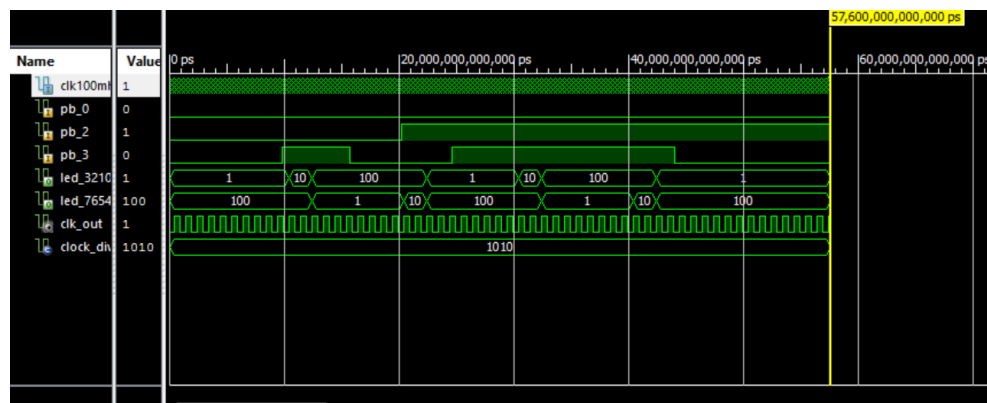 57,600,000,000,000 ps
Name Value 0 ps 20,000,000,000,000 ps 40,000,000,000,000 ps 60,000,000,000,000 ps
clk100ml 1
pb_0 0
pb_2 1
pb_3 0
led_3210 1 1 10 100 1 10 100 1
led_7654 100 100 1 10 100 1 10 100
clk_out 1
clock_div 1010 1010